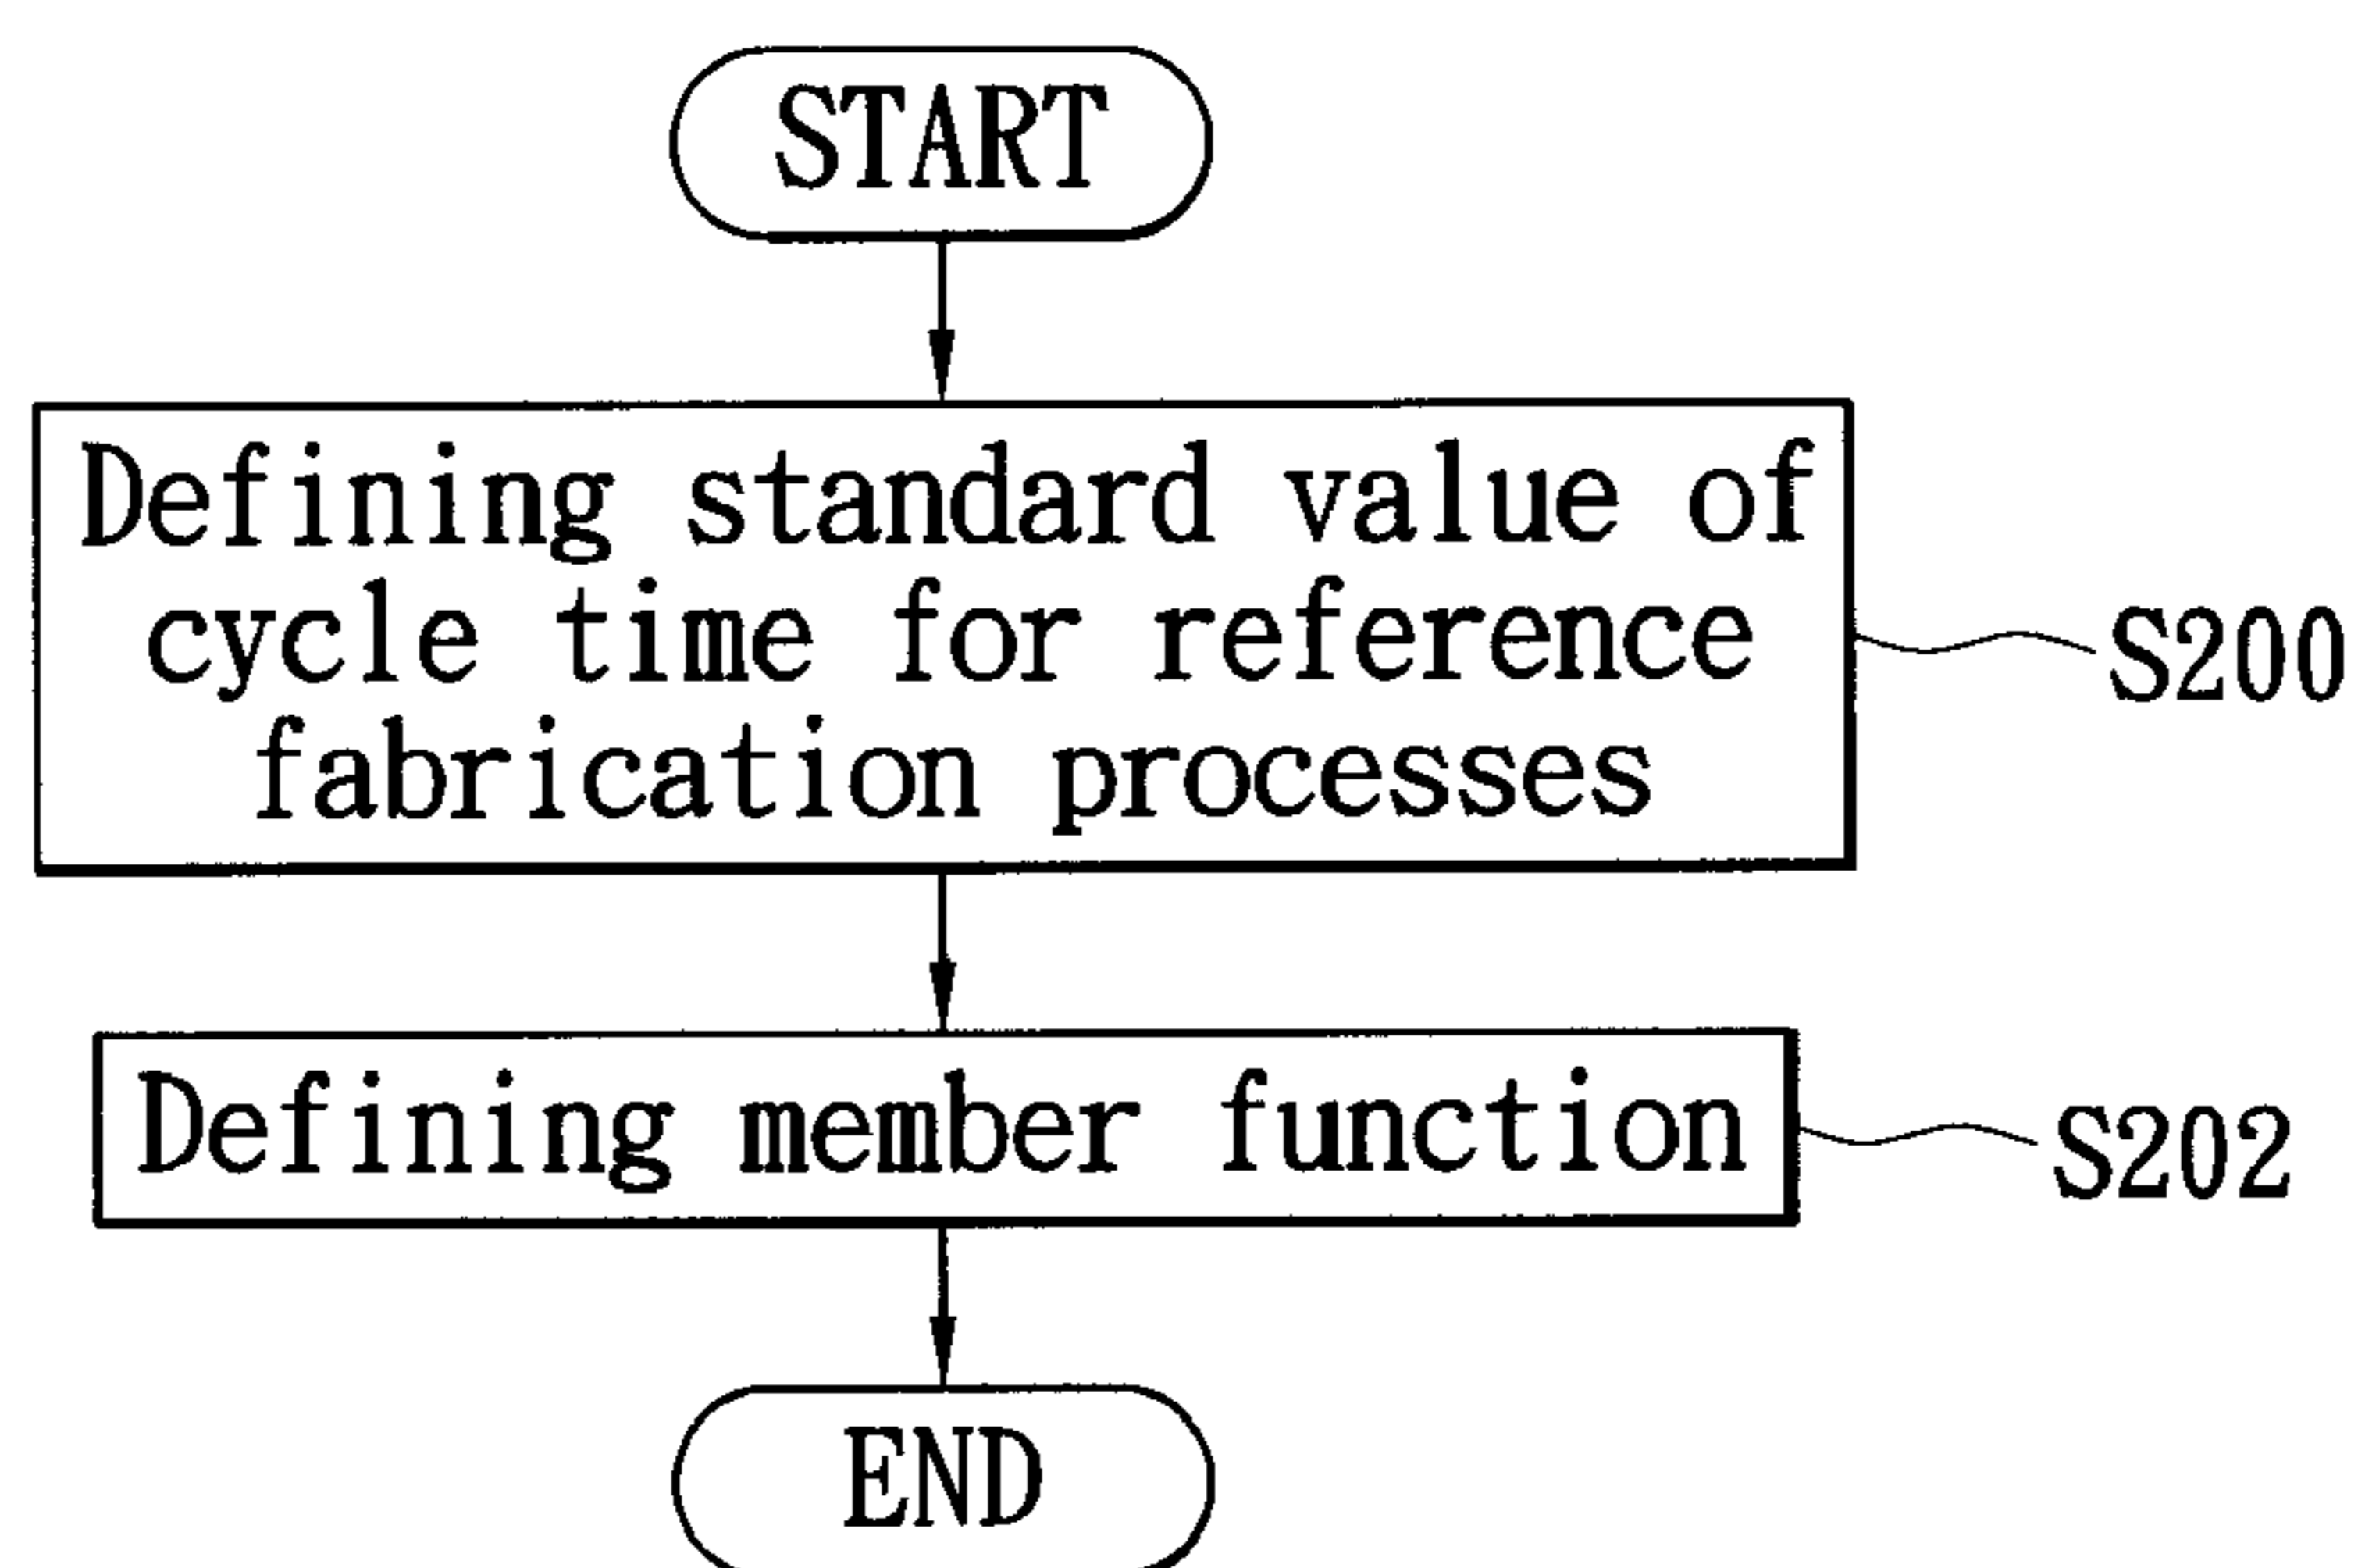 START
Defining standard value of
cycle time for reference
fabrication processes
S200
Defining member function
S202
END